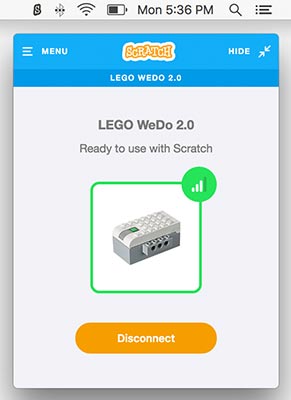 Mon 5:36 PM
MENU
SCRATCH
HIDE
LEGO WEDO 2.0
LEGO WeDo 2.0
Ready to use with Scratch
Disconnect